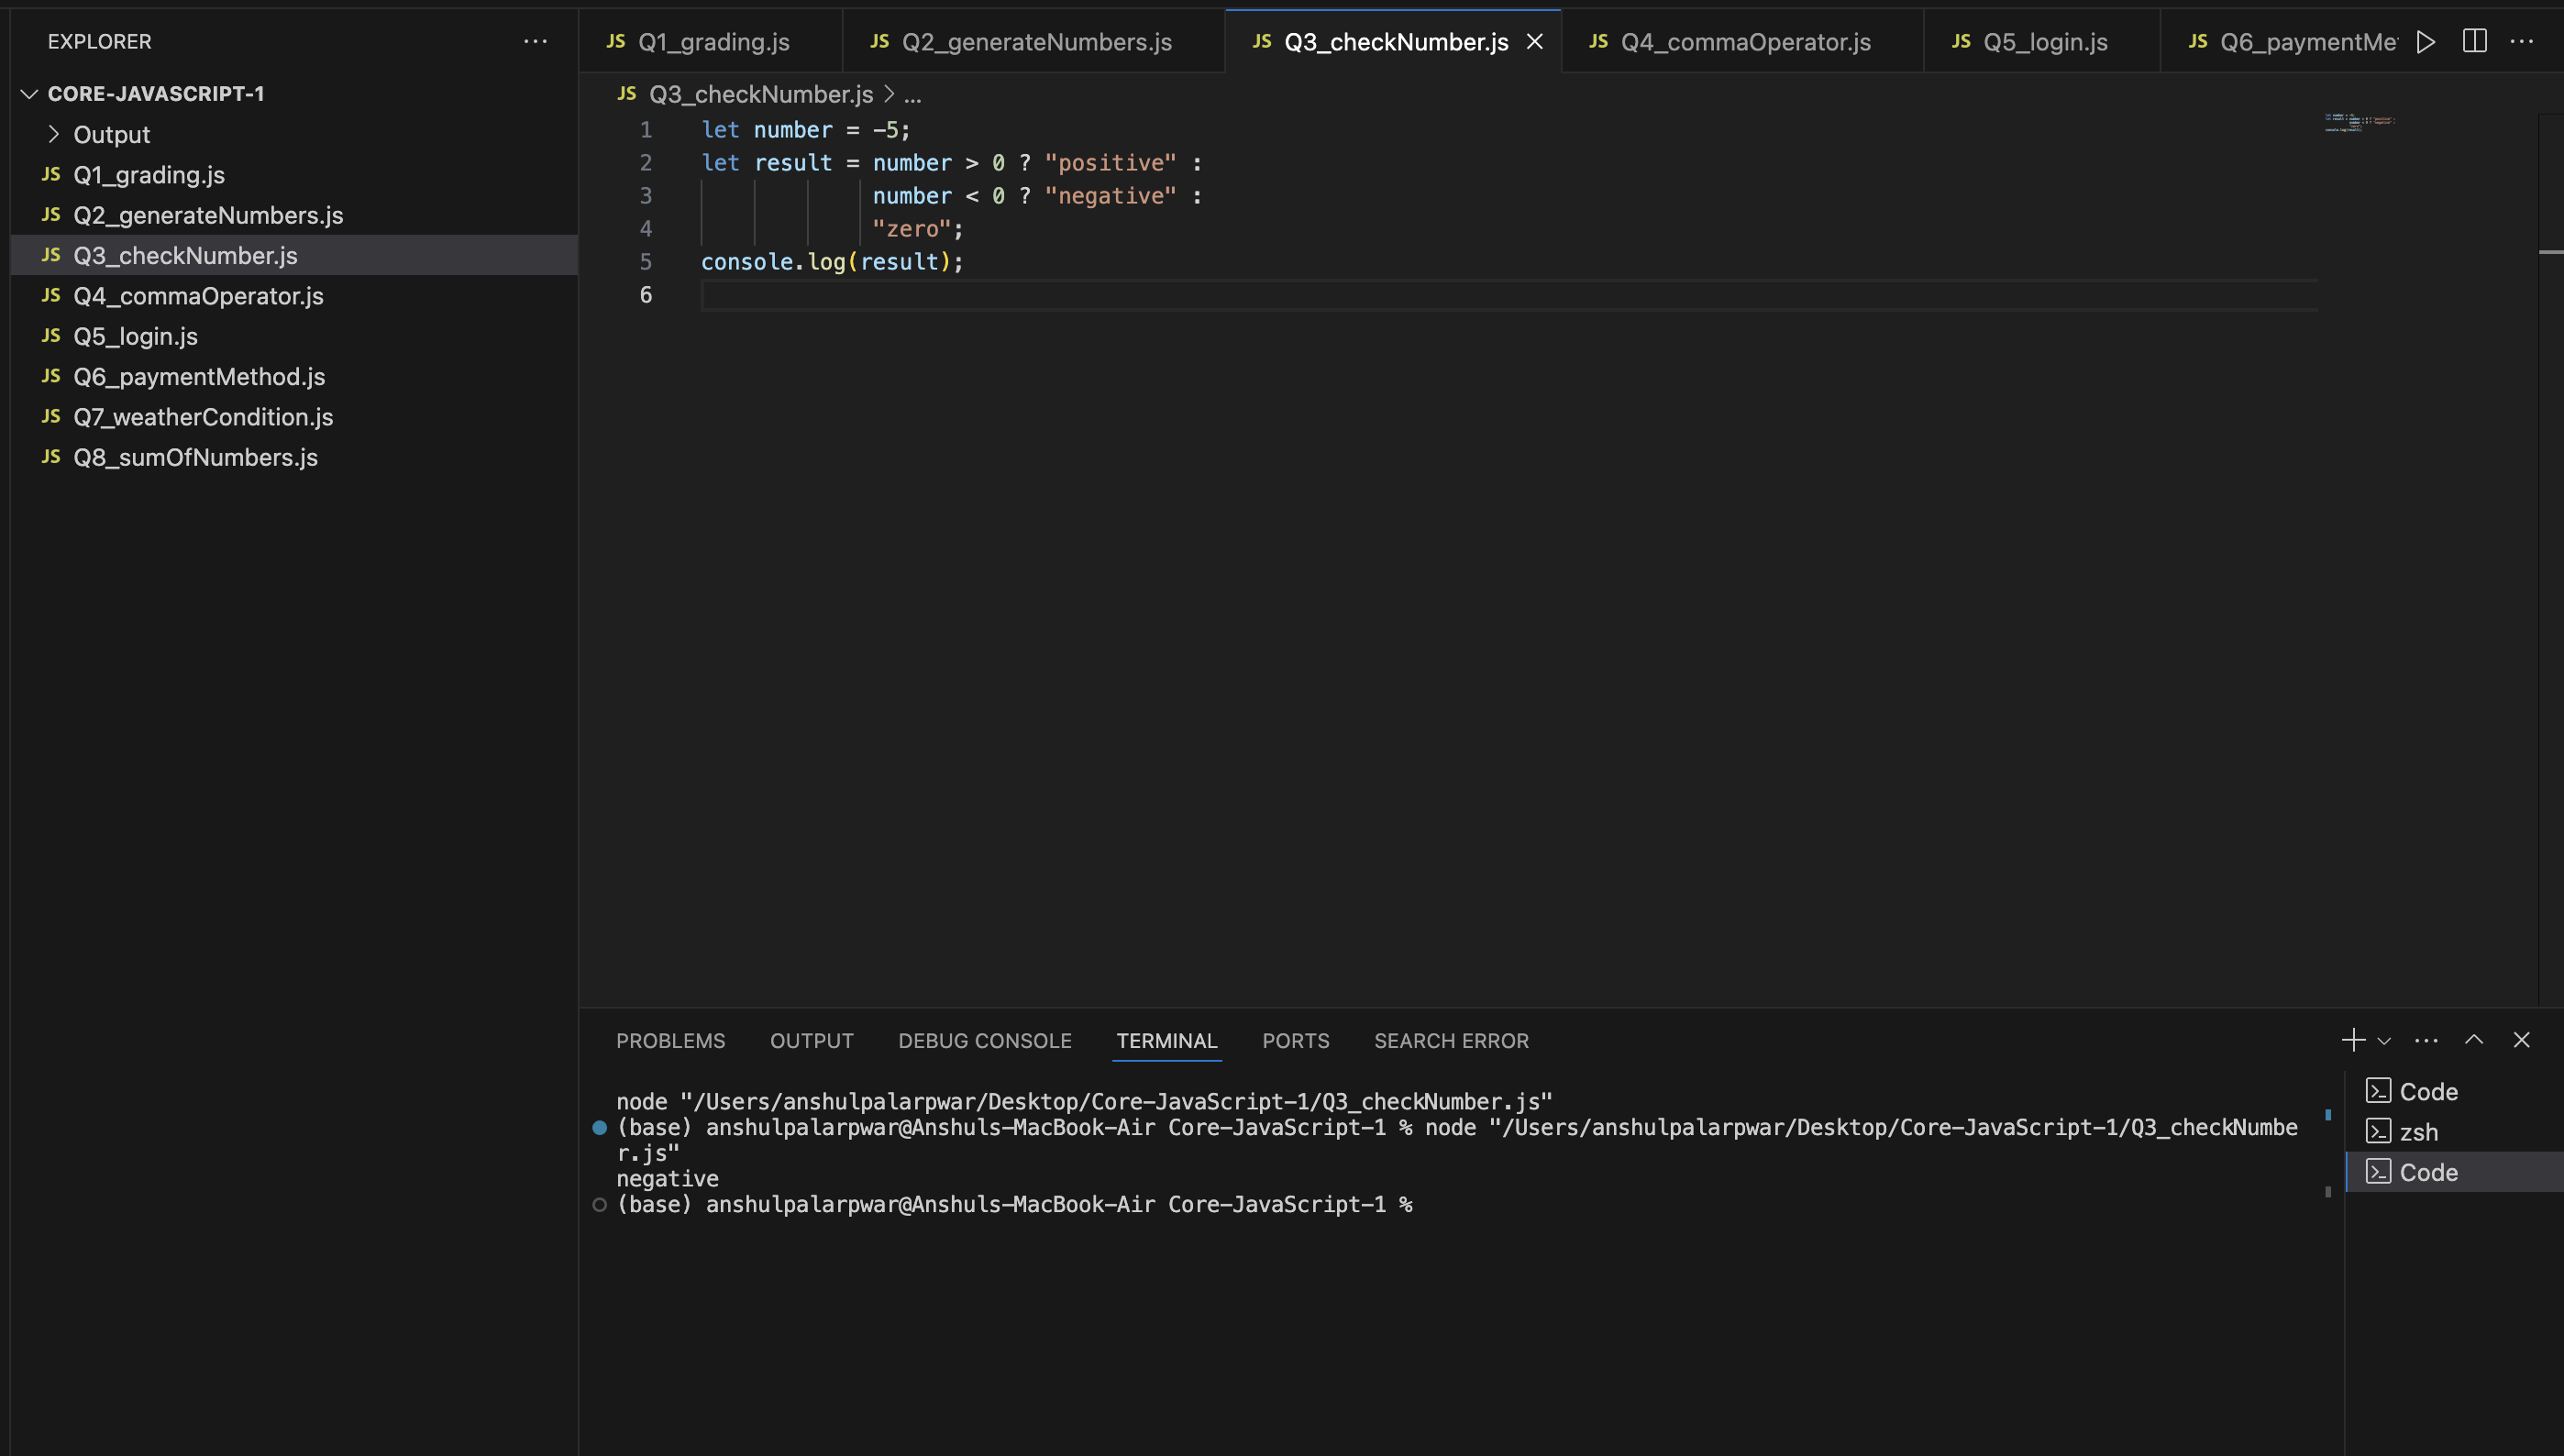 EXPLORER
CORE-JAVASCRIPT-1
Output
JS Q1_grading.js
JS Q2_generateNumbers.js
JS Q3_checkNumber.js
JS Q4_commaOperator.js
JS Q5_login.js
JS Q6_paymentMethod.js
JS Q7_weatherCondition.js
JS Q8_sumOfNumbers.js
JS Q1_grading.js JS Q2_generateNumbers.js JS Q3_checkNumber.js JS Q4_commaOperator.js JS Q5_login.js JS Q6_paymentMe
JS Q3_checkNumber.js > ...
1 let number = -5;
2 let result = number > 0 ? "positive" :
3 number < 0 ? "negative" :
4 "zero";
5 console.log(result);
6
PROBLEMS OUTPUT DEBUG CONSOLE TERMINAL PORTS SEARCH ERROR
node "/Users/anshulpalarpwar/Desktop/Core-JavaScript-1/Q3_checkNumber.js"
(base) anshulpalarpwar@Anshuls-MacBook-Air Core-JavaScript-1 % node "/Users/anshulpalarpwar/Desktop/Core-JavaScript-1/Q3_checkNumbe
r.js"
negative
(base) anshulpalarpwar@Anshuls-MacBook-Air Core-JavaScript-1 %
Code
zsh
Code